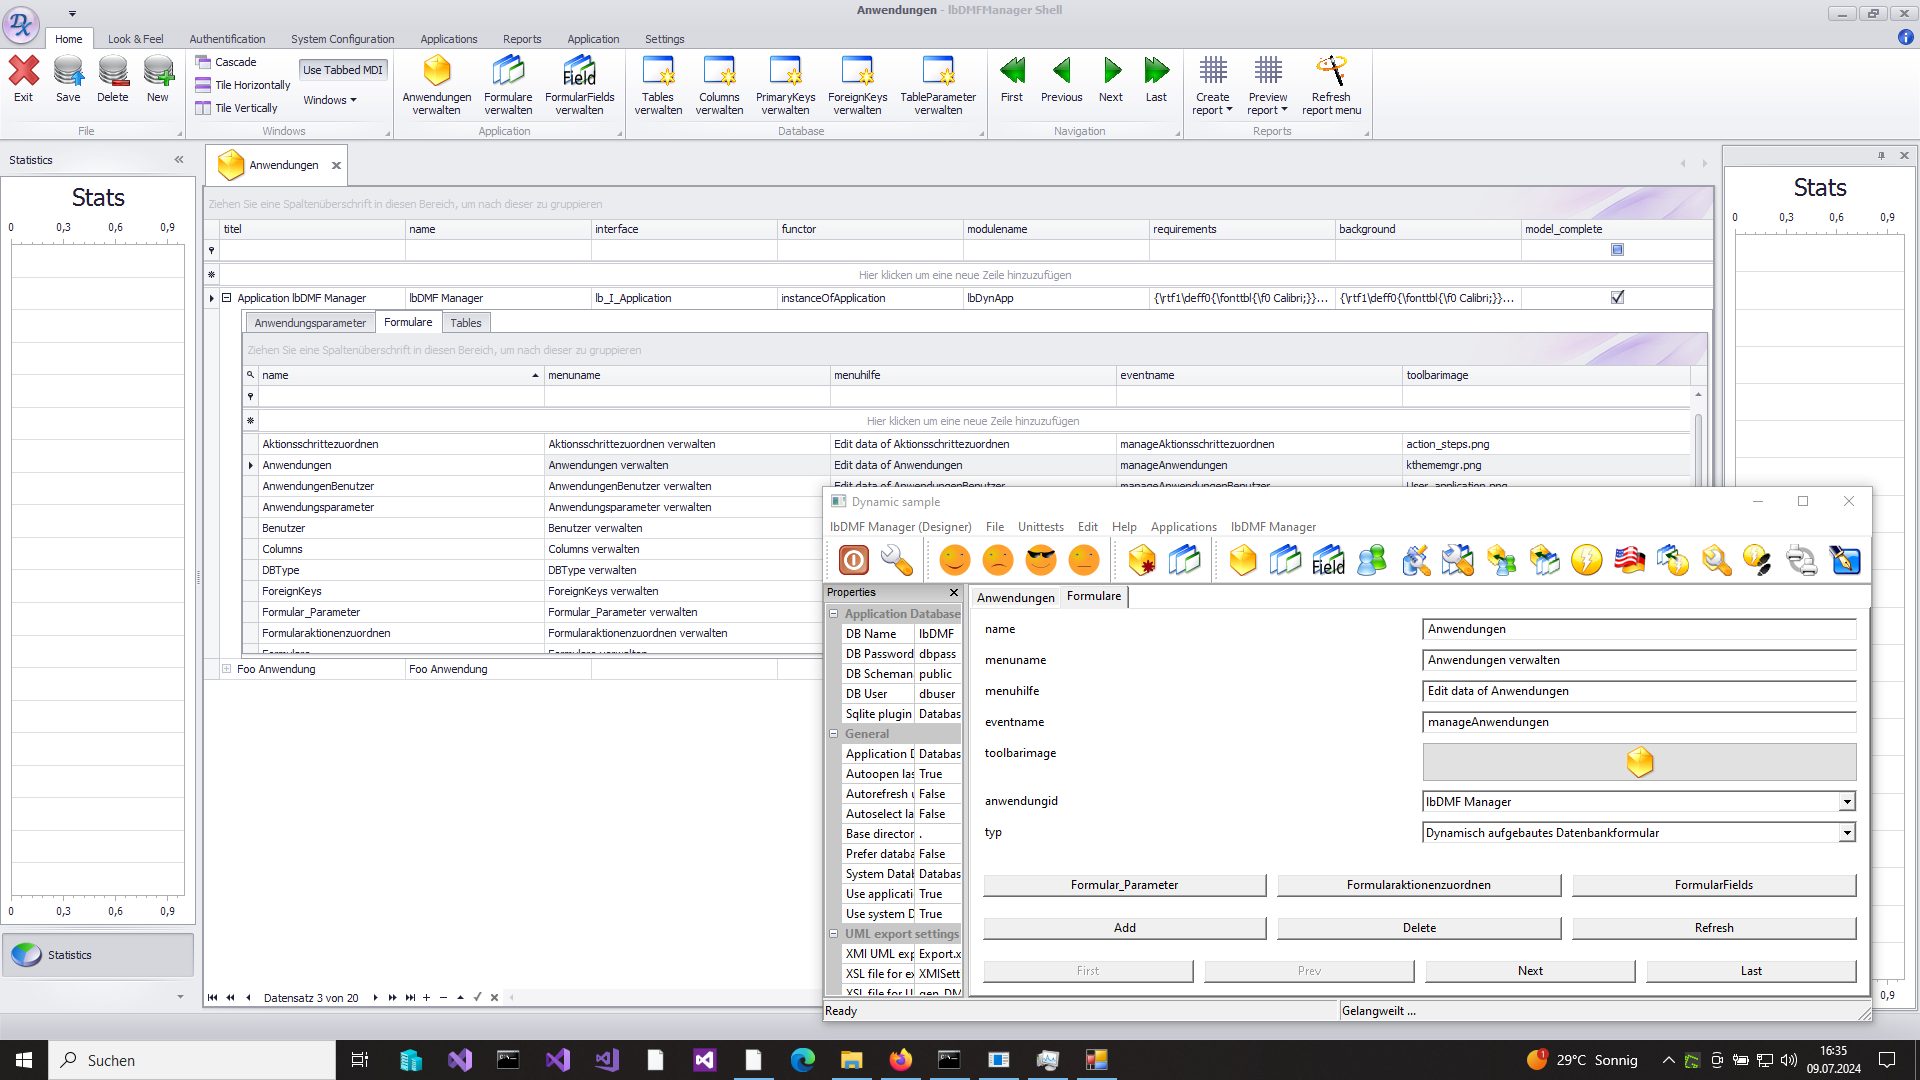 Anwendungen - lbDMFManager Shell
Home Look & Feel Authentification System Configuration Applications Reports Application Settings
Exit Save Delete New
Cascade
Tile Horizontally
Tile Vertically
Use Tabbed MDI
Windows
Anwendungen verwalten
Formulare verwalten
Field
FormularFields verwalten
Tables verwalten
Columns verwalten
PrimaryKeys verwalten
ForeignKeys verwalten
TableParameter verwalten
First Previous Next Last
Create report
Preview report
Refresh report menu
File Windows Application Database Navigation Reports
Statistics
Stats
0 0,3 0,6 0,9
0 0,3 0,6 0,9
Statistics
Anwendungen
Ziehen Sie eine Spaltenüberschrift in diesen Bereich, um nach dieser zu gruppieren
titel name interface functor modulename requirements background model_complete
Hier klicken um eine neue Zeile hinzuzufügen
Application lbDMF Manager lbDMF Manager lb_I_Application instanceOfApplication lbDynApp {\rtf1\deff0{\fonttbl{\f0 Calibri;}}... {\rtf1\deff0{\fonttbl{\f0 Calibri;}}...
Anwendungsparameter Formulare Tables
Ziehen Sie eine Spaltenüberschrift in diesen Bereich, um nach dieser zu gruppieren
name menuname menuhilfe eventname toolbarimage
Hier klicken um eine neue Zeile hinzuzufügen
Aktionsschrittezuordnen Aktionsschrittezuordnen verwalten Edit data of Aktionsschrittezuordnen manageAktionsschrittezuordnen action_steps.png
Anwendungen Anwendungen verwalten Edit data of Anwendungen manageAnwendungen kthememgr.png
AnwendungenBenutzer AnwendungenBenutzer verwalten Edit data of AnwendungenBenutzer manageAnwendungenBenutzer User_application.png
Anwendungsparameter Anwendungsparameter verwalten
Benutzer Benutzer verwalten
Columns Columns verwalten
DBType DBType verwalten
ForeignKeys ForeignKeys verwalten
Formular_Parameter Formular_Parameter verwalten
Formularaktionenzuordnen Formularaktionenzuordnen verwalten
Formulare Formulare verwalten
Foo Anwendung Foo Anwendung
Datensatz 3 von 20
Stats
0 0,3 0,6 0,9
0,9
Dynamic sample
lbDMF Manager (Designer) File Unittests Edit Help Applications lbDMF Manager
Field
Properties
Application Database
DB Name lbDMF
DB Password dbpass
DB Scheman public
DB User dbuser
Sqlite plugin Databas
General
Application D Databas
Autoopen las True
Autorefresh u False
Autoselect la False
Base director .
Prefer databa False
System Datab Databas
Use applicati True
Use system D True
UML export settings
XMI UML exp Export.x
XSL file for ex XMISett
XSL file for U gen_DM
Anwendungen Formulare
name Anwendungen
menuname Anwendungen verwalten
menuhilfe Edit data of Anwendungen
eventname manageAnwendungen
toolbarimage
anwendungid lbDMF Manager
typ Dynamisch aufgebautes Datenbankformular
Formular_Parameter Formularaktionenzuordnen FormularFields
Add Delete Refresh
First Prev Next Last
Ready Gelangweilt ...
Suchen
1
29°C Sonnig
16:35
09.07.2024